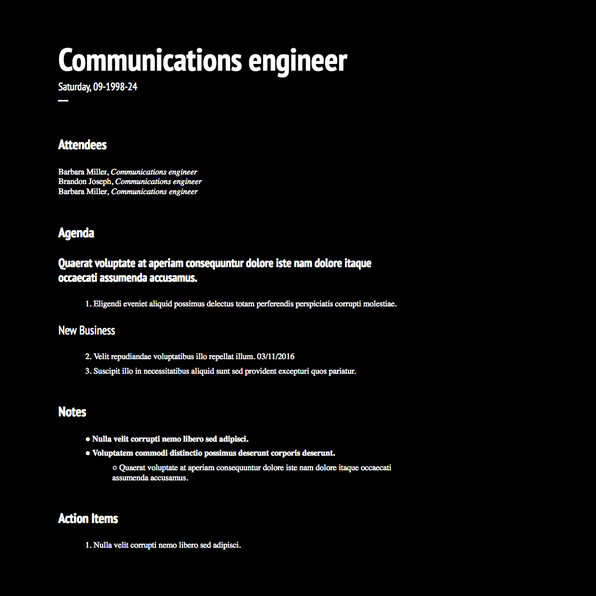 Communications engineer
Saturday, 09-1998-24
Attendees
Barbara Miller, Communications engineer
Brandon Joseph, Communications engineer
Barbara Miller, Communications engineer
Agenda
Quaerat voluptate at aperiam consequuntur dolore iste nam dolore itaque
occaecati assumenda accusamus.
1. Eligendi eveniet aliquid possimus delectus totam perferendis perspiciatis corrupti molestiae.
New Business
2. Velit repudiandae voluptatibus illo repellat illum. 03/11/2016
3. Suscipit illo in necessitatibus aliquid sunt sed provident excepturi quos pariatur.
Notes
● Nulla velit corrupti nemo libero sed adipisci.
● Voluptatem commodi distinctio possimus deserunt corporis deserunt.
○ Quaerat voluptate at aperiam consequuntur dolore iste nam dolore itaque occaecati
assumenda accusamus.
Action Items
1. Nulla velit corrupti nemo libero sed adipisci.